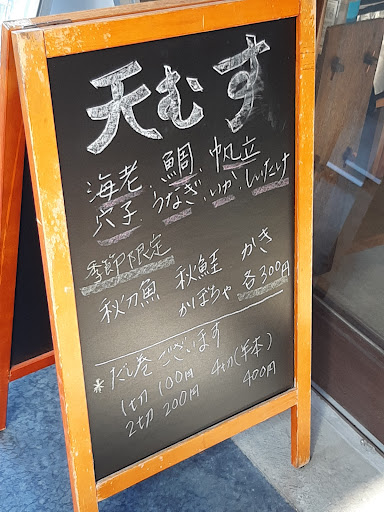 天むす
海老、鯛、帆立
穴子、うなぎ、いか、しいたけ
季節限定
秋刀魚 秋鮭 かき
かぼちゃ 各300円
*だし巻ございます
1切 100円 4切(半本)
2切 200円 400円